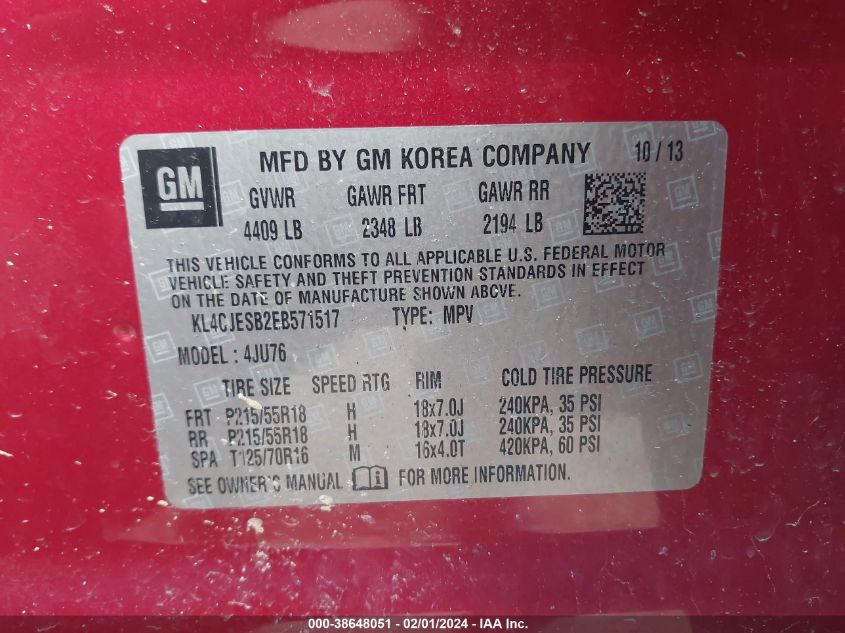 GM
MFD BY GM KOREA COMPANY 10 / 13
GVWR GAWR FRT GAWR RR
4409 LB 2348 LB 2194 LB
THIS VEHICLE CONFORMS TO ALL APPLICABLE U.S. FEDERAL MOTOR
VEHICLE SAFETY AND THEFT PREVENTION STANDARDS IN EFFECT
ON THE DATE OF MANUFACTURE SHOWN ABOVE.
KL4CJESB2EB571517 TYPE: MPV
MODEL: 4JU76
TIRE SIZE SPEED RTG RIM COLD TIRE PRESSURE
FRT P215/55R18 H 18x7.0J 240KPA, 35 PSI
RR P215/55R18 H 18x7.0J 240KPA, 35 PSI
SPA T125/70R16 M 16x4.0T 420KPA, 60 PSI
SEE OWNER'S MANUAL FOR MORE INFORMATION.
000-38648051 - 02/01/2024 - IAA Inc.